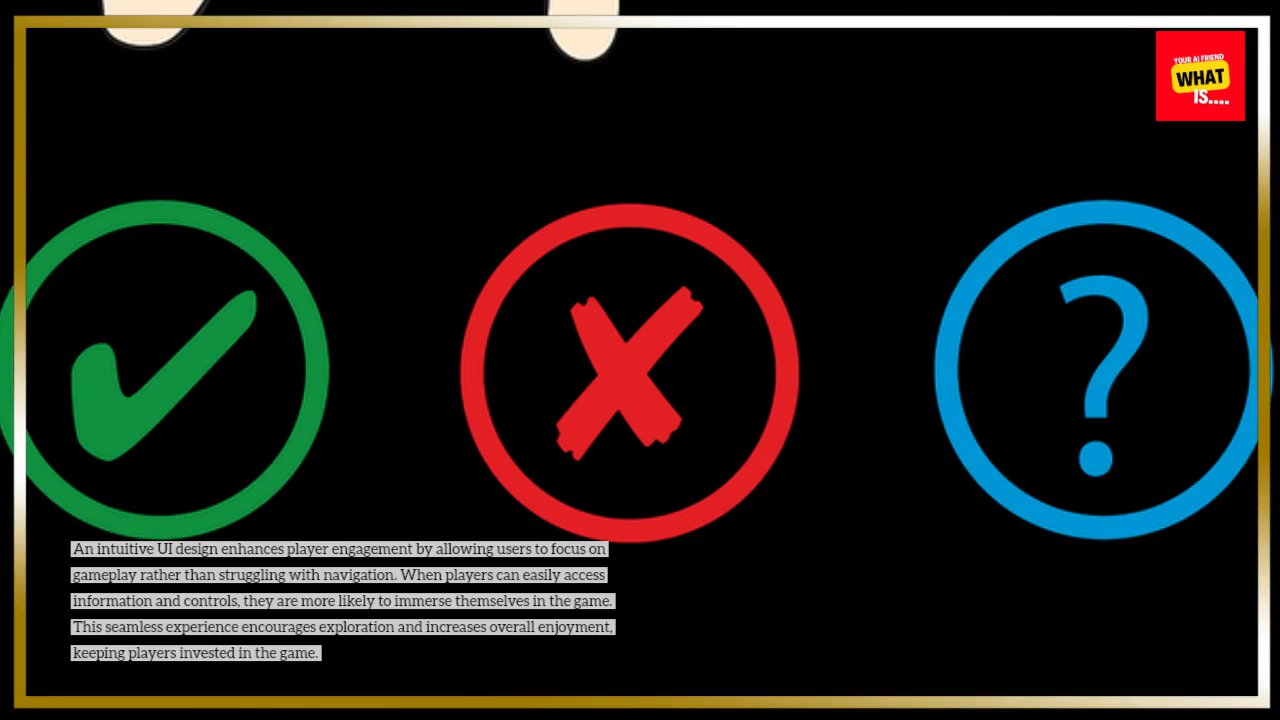 YOUR AI FRIEND
WHAT
IS....
?
An intuitive UI design enhances player engagement by allowing users to focus on
gameplay rather than struggling with navigation. When players can easily access
information and controls, they are more likely to immerse themselves in the game.
This seamless experience encourages exploration and increases overall enjoyment,
keeping players invested in the game.